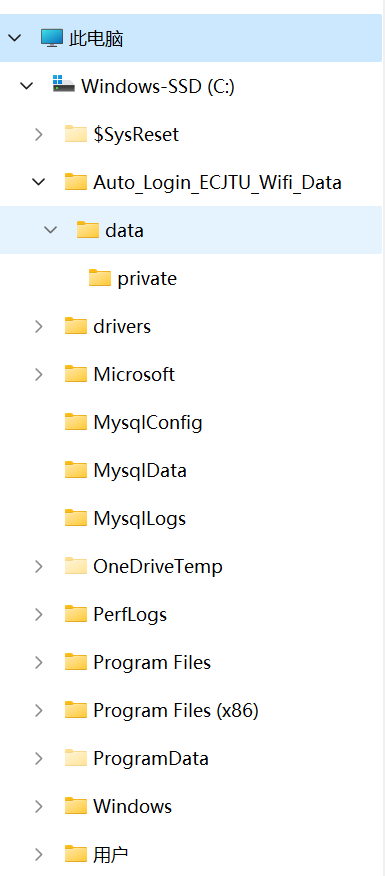 此电脑
Windows-SSD (C:)
$SysReset
Auto_Login_ECJTU_Wifi_Data
data
private
drivers
Microsoft
MysqlConfig
MysqlData
MysqlLogs
OneDriveTemp
PerfLogs
Program Files
Program Files (x86)
ProgramData
Windows
用户